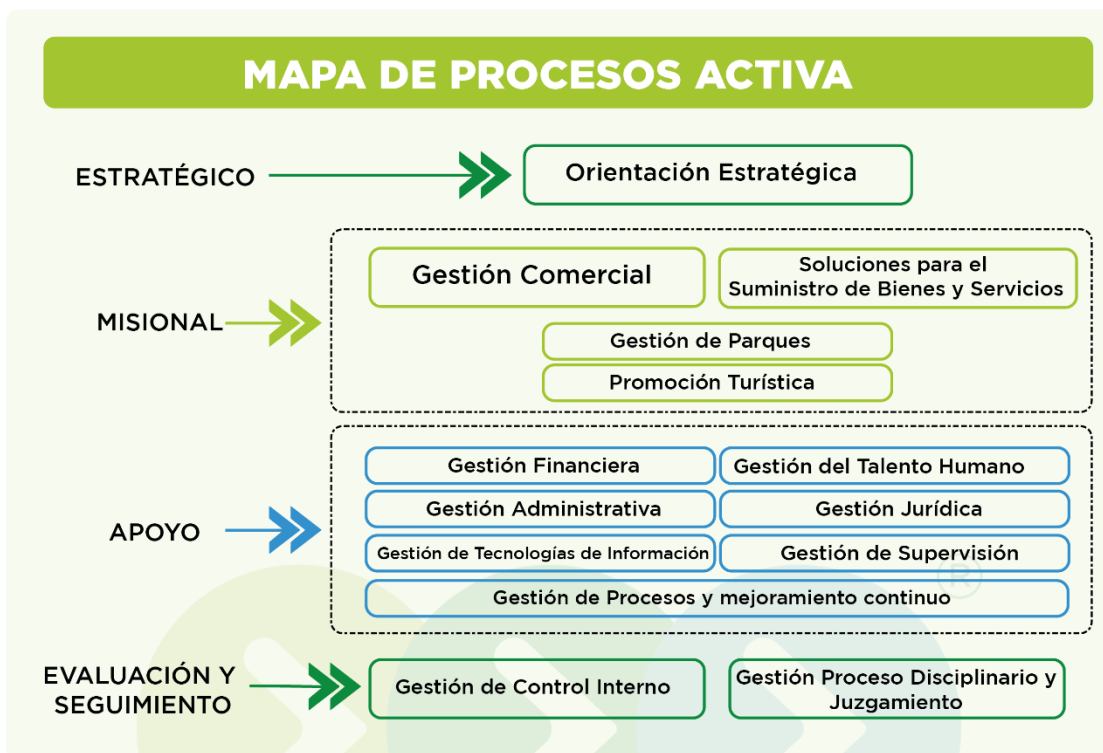 MAPA DE PROCESOS ACTIVA
ESTRATÉGICO
Orientación Estratégica
MISIONAL
Gestión Comercial
Soluciones para el
Suministro de Bienes y Servicios
Gestión de Parques
Promoción Turística
APOYO
Gestión Financiera
Gestión del Talento Humano
Gestión Administrativa
Gestión Jurídica
Gestión de Tecnologías de Información
Gestión de Supervisión
Gestión de Procesos y mejoramiento continuo
®
EVALUACIÓN Y
SEGUIMIENTO
Gestión de Control Interno
Gestión Proceso Disciplinario y
Juzgamiento